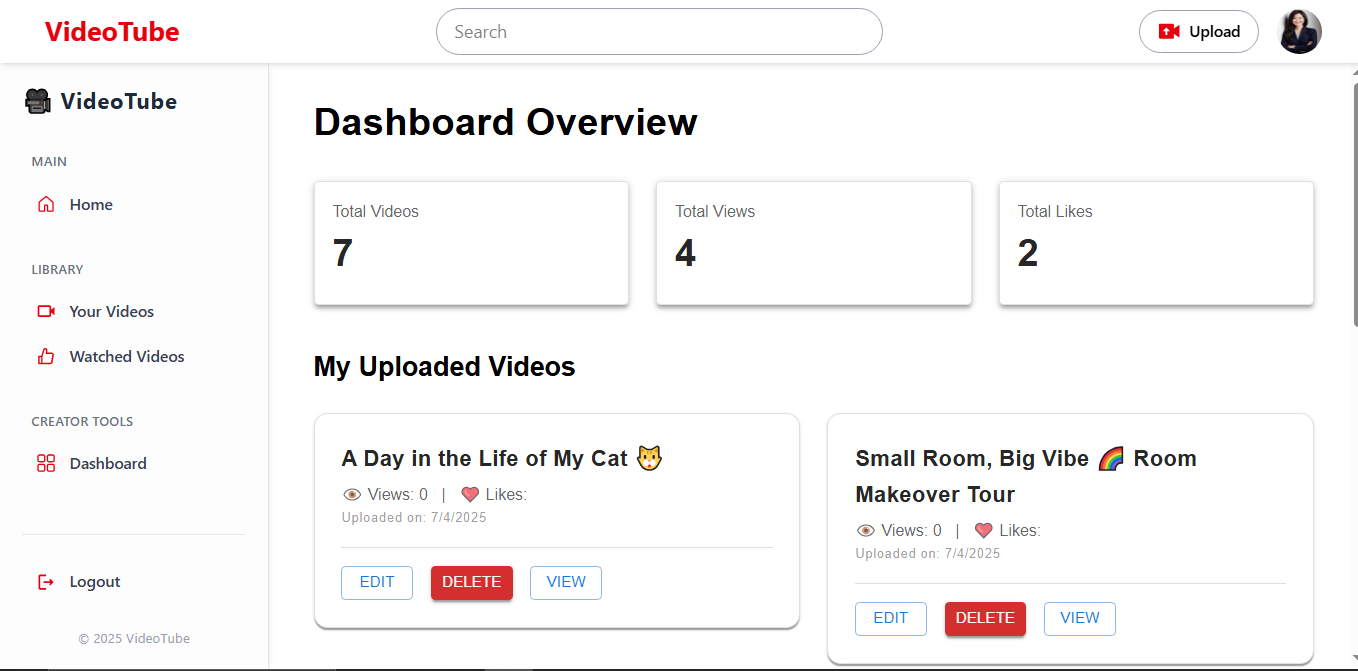 VideoTube
Search
Upload
VideoTube
MAIN
Home
LIBRARY
Your Videos
Watched Videos
CREATOR TOOLS
Dashboard
Logout
© 2025 VideoTube
Dashboard Overview
Total Videos
7
Total Views
4
Total Likes
2
My Uploaded Videos
A Day in the Life of My Cat 🐱
👁️ Views: 0 | ❤️ Likes:
Uploaded on: 7/4/2025
EDIT DELETE VIEW
Small Room, Big Vibe 🌈 Room
Makeover Tour
👁️ Views: 0 | ❤️ Likes:
Uploaded on: 7/4/2025
EDIT DELETE VIEW